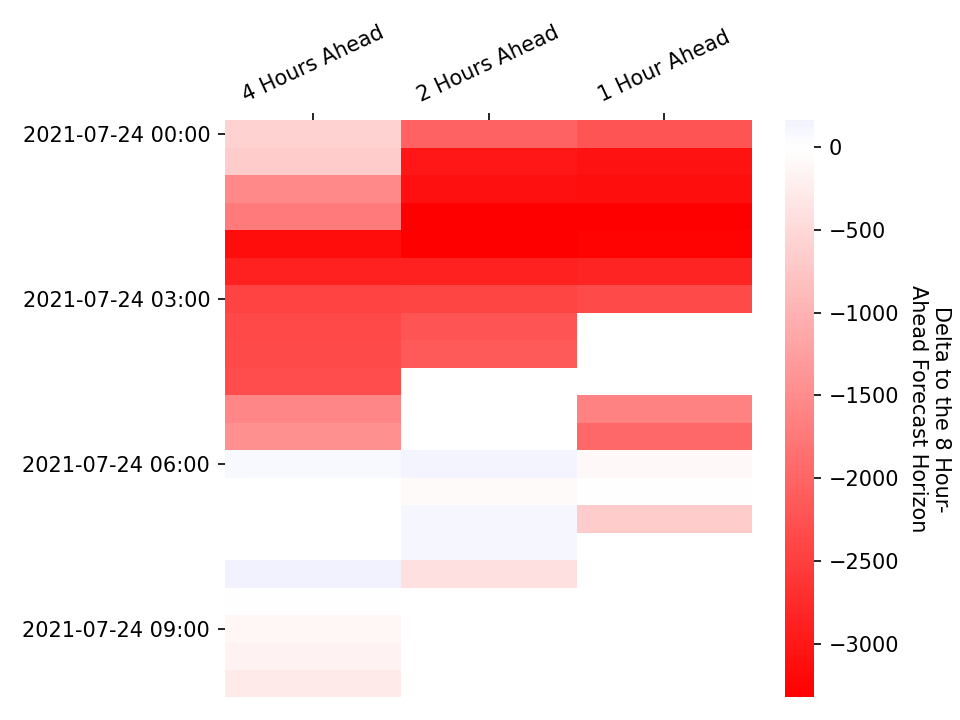 4 Hours Ahead
2 Hours Ahead
1 Hour Ahead
2021-07-24 00:00
2021-07-24 03:00
2021-07-24 06:00
2021-07-24 09:00
0
−500
−1000
−1500
−2000
−2500
−3000
Delta to the 8 Hour-
Ahead Forecast Horizon